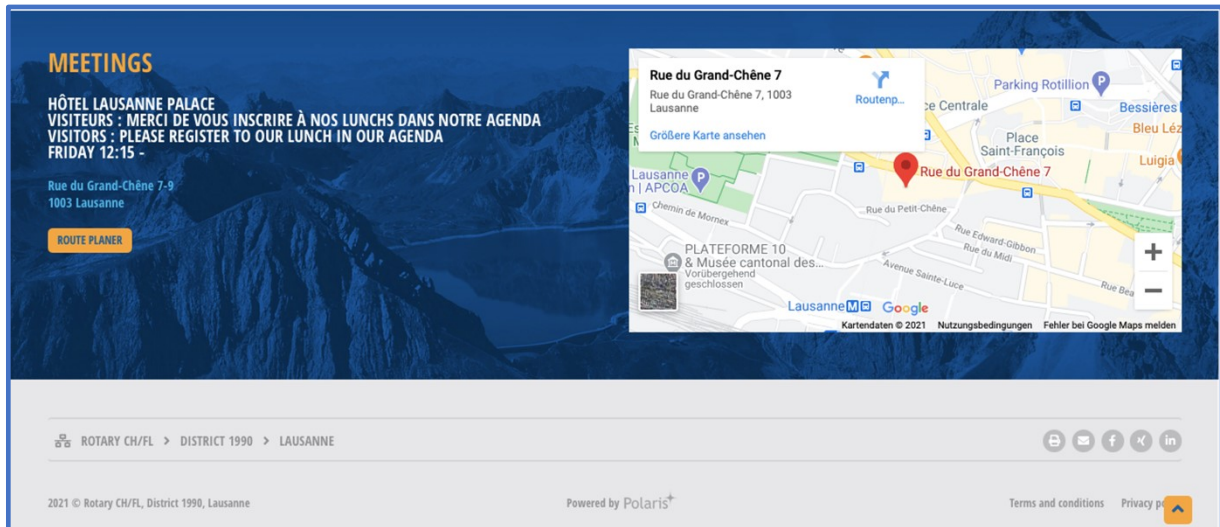 MEETINGS
HÔTEL LAUSANNE PALACE
VISITEURS : MERCI DE VOUS INSCRIRE À NOS LUNCHS DANS NOTRE AGENDA
VISITORS : PLEASE REGISTER TO OUR LUNCH IN OUR AGENDA
FRIDAY 12:15 -
Rue du Grand-Chêne 7-9
1003 Lausanne
ROUTE PLANER
Rue du Grand-Chêne 7
Rue du Grand-Chêne 7, 1003
Lausanne
Routenp...
Größere Karte ansehen
Parking Rotillion
ce Centrale
Bessières
Place
Saint-François
Bleu Léz
Luigia
Rue du Grand-Chêne 7
Lausanne
n | APCOA
Chemin de Mornex
Rue du Petit-Chêne
Rue Edward-Gibbon
Rue du Midi
PLATEFORME 10
& Musée cantonal des...
Vorübergehend
geschlossen
Avenue Sainte-Luce
Rue Bea
Lausanne M
Google
Kartendaten © 2021 Nutzungsbedingungen Fehler bei Google Maps melden
ROTARY CH/FL > DISTRICT 1990 > LAUSANNE
2021 © Rotary CH/FL, District 1990, Lausanne
Powered by Polaris
Terms and conditions Privacy p